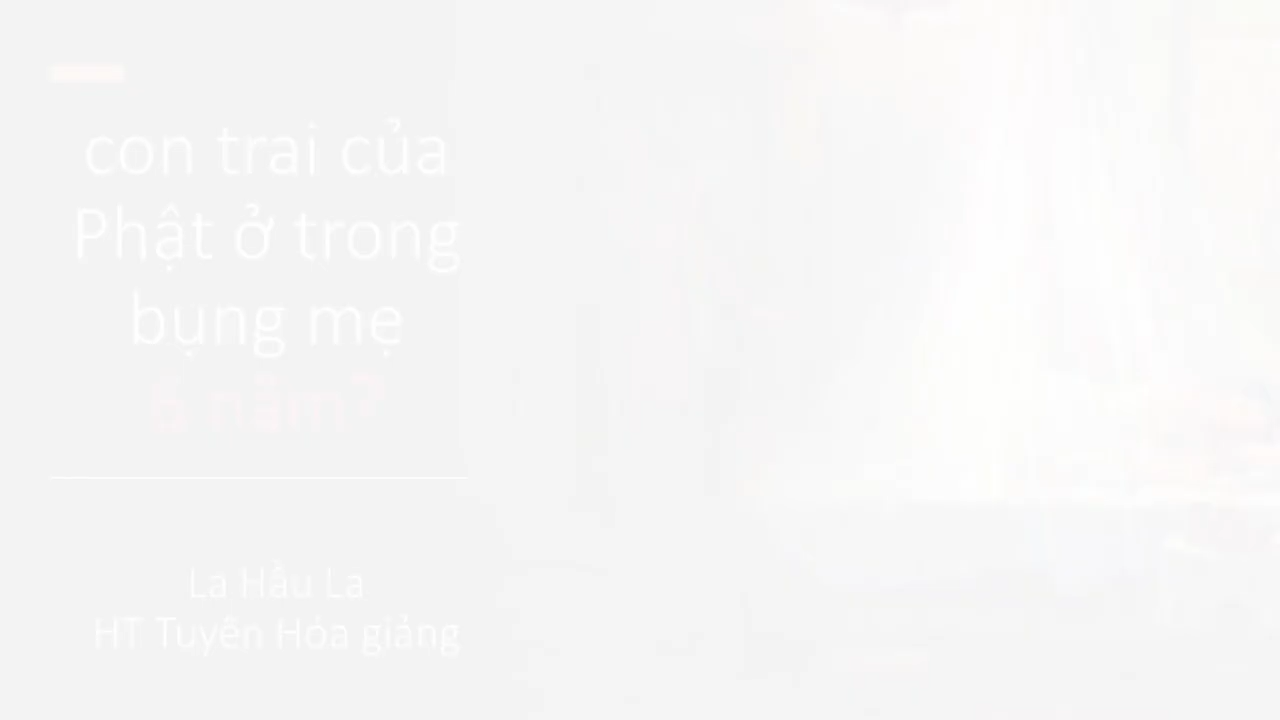 con trai của
Phật ở trong
bụng mẹ
6 năm?
La Hầu La
HT Tuyên Hóa giảng